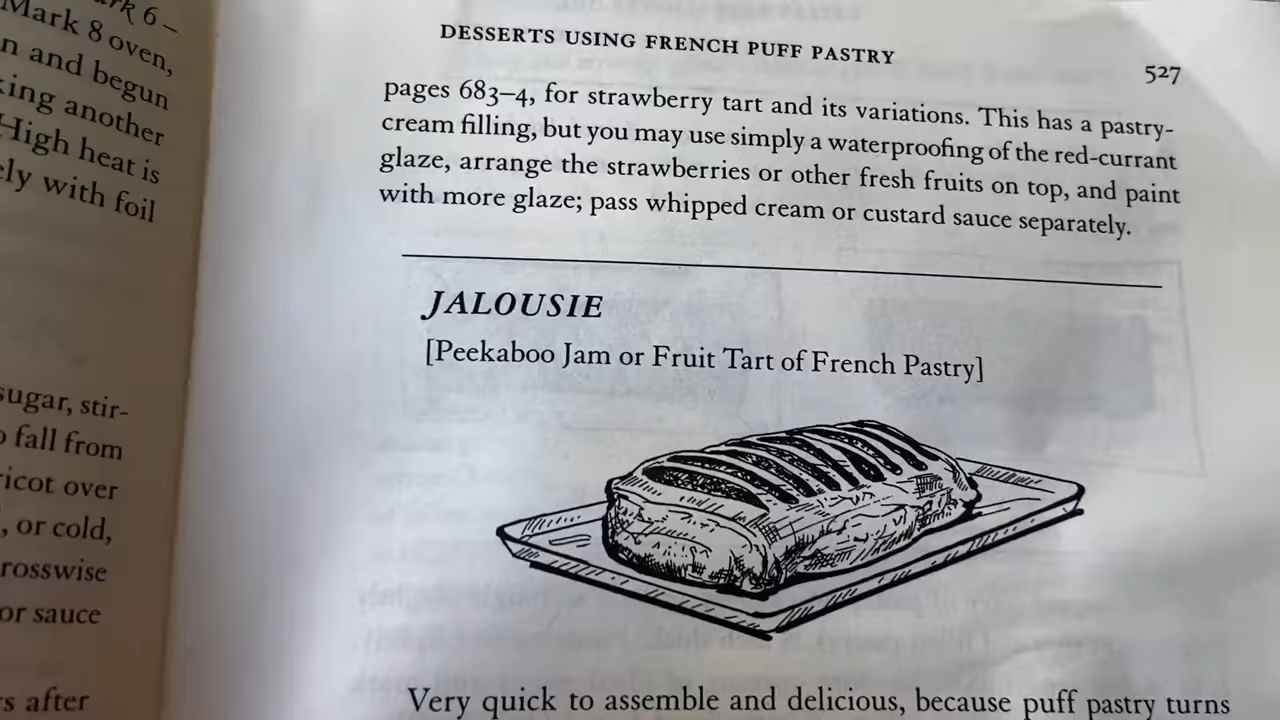 ark 6 –
Mark 8 oven,
n and begun
king another
High heat is
ely with foil
sugar, stir-
o fall from
ricot over
, or cold,
rosswise
or sauce
s after
DESSERTS USING FRENCH PUFF PASTRY
527
pages 683–4, for strawberry tart and its variations. This has a pastry-
cream filling, but you may use simply a waterproofing of the red-currant
glaze, arrange the strawberries or other fresh fruits on top, and paint
with more glaze; pass whipped cream or custard sauce separately.
JALOUSIE
[Peekaboo Jam or Fruit Tart of French Pastry]
Very quick to assemble and delicious, because puff pastry turns